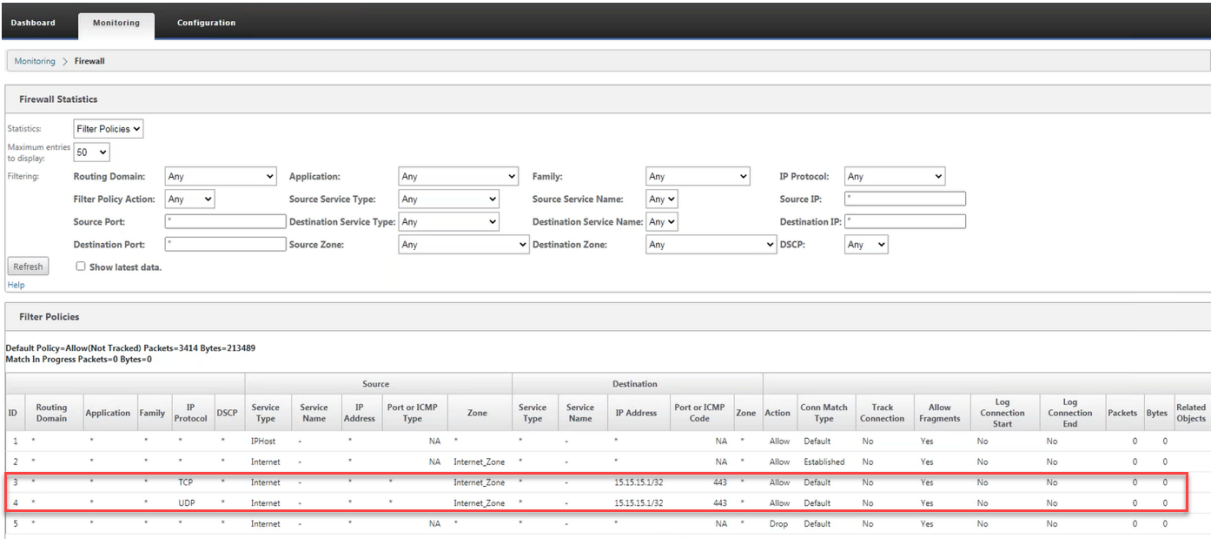 Dashboard Monitoring Configuration
Monitoring > Firewall
Firewall Statistics
Statistics: Filter Policies
Maximum entries to display: 50
Filtering: Routing Domain: Any Application: Any Family: Any IP Protocol: Any
Filter Policy Action: Any Source Service Type: Any Source Service Name: Any Source IP: *
Source Port: * Destination Service Type: Any Destination Service Name: Any Destination IP: *
Destination Port: * Source Zone: Any Destination Zone: Any DSCP: Any
Refresh Show latest data.
Help
Filter Policies
Default Policy=Allow(Not Tracked) Packets=3414 Bytes=213489
Match In Progress Packets=0 Bytes=0
Source Destination
ID Routing Domain Application Family IP Protocol DSCP Service Type Service Name IP Address Port or ICMP Type Zone Service Type Service Name IP Address Port or ICMP Code Zone Action Conn Match Type Track Connection Allow Fragments Log Connection Start Log Connection End Packets Bytes Related Objects
1 * * * * * IPHost - * NA * * - * NA * Allow Default No Yes No No 0 0
2 * * * * * Internet - * NA Internet_Zone * - * NA * Allow Established No Yes No No 0 0
3 * * * TCP * Internet - * * Internet_Zone * - 15.15.15.1/32 443 * Allow Default No Yes No No 0 0
4 * * * UDP * Internet - * * Internet_Zone * - 15.15.15.1/32 443 * Allow Default No Yes No No 0 0
5 * * * * * Internet - * NA * * - * NA * Drop Default No Yes No No 0 0